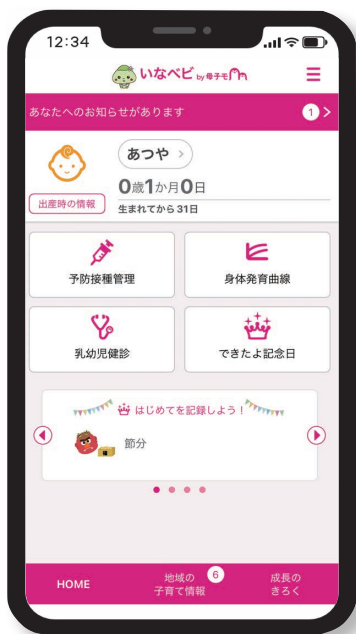 12:34
いなベビ by 母子モ
あなたへのお知らせがあります 1
あつや
0歳1か月0日
出産時の情報
生まれてから31日
予防接種管理
身体発育曲線
乳幼児健診
できたよ記念日
はじめてを記録しよう!
節分
HOME
地域の 6
子育て情報
成長の
きろく